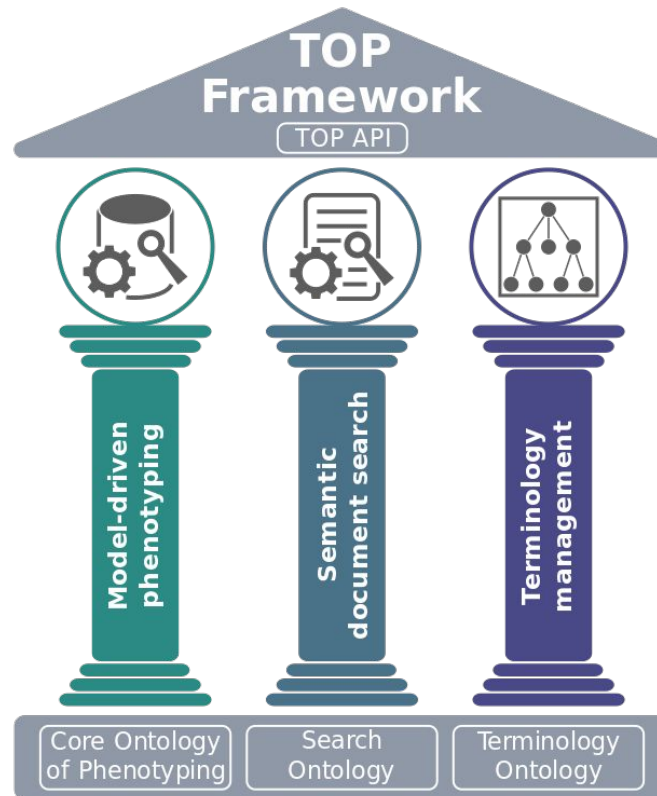 TOP
Framework
TOP API
Model-driven
phenotyping
Semantic
document search
Terminology
management
Core Ontology
of Phenotyping
Search
Ontology
Terminology
Ontology